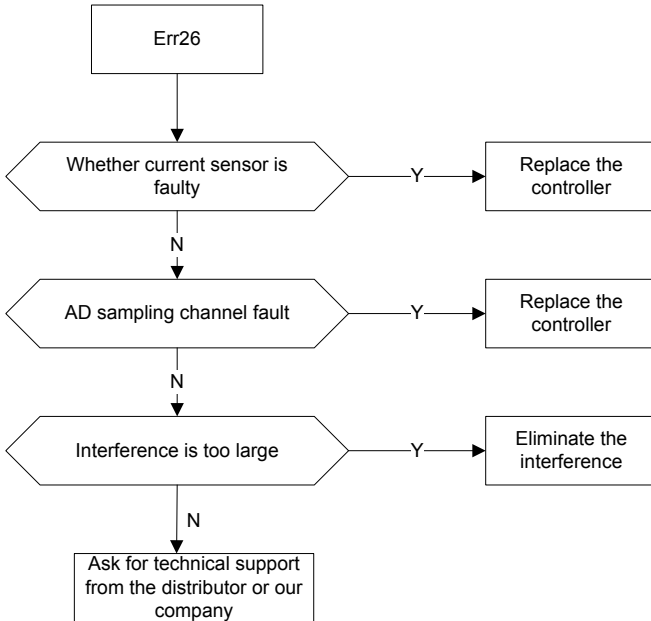 Err26
Whether current sensor is
faulty
Y
Replace the
controller
N
AD sampling channel fault
Y
Replace the
controller
N
Interference is too large
Y
Eliminate the
interference
N
Ask for technical support
from the distributor or our
company